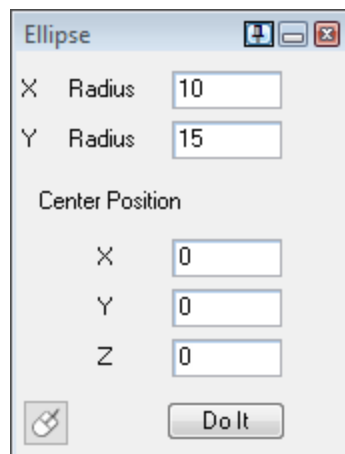 Ellipse
X Radius 10
Y Radius 15
Center Position
X 0
Y 0
Z 0
Do It